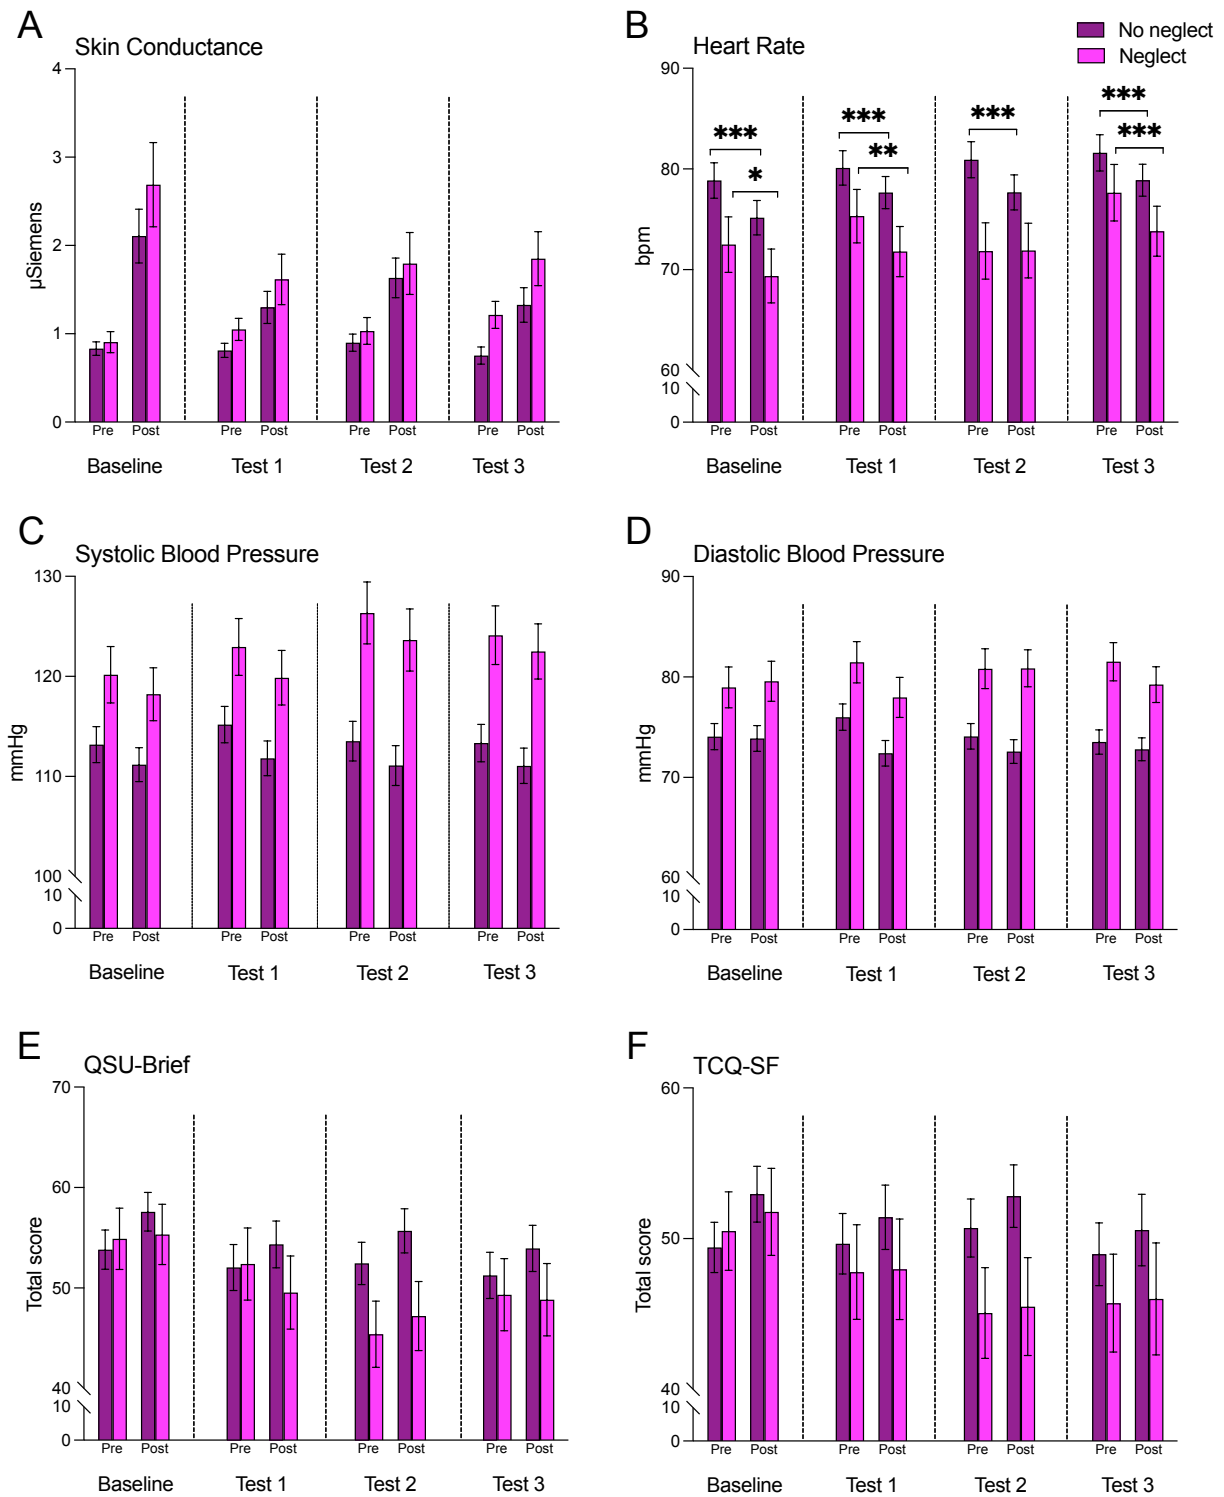 A
Skin Conductance
4
3
2
1
0
µSiemens
Pre Post Pre Post Pre Post Pre Post
Baseline Test 1 Test 2 Test 3
B
Heart Rate
No neglect
Neglect
90
80
70
60
10
0
bpm
*** * *** ** *** *** ***
Pre Post Pre Post Pre Post Pre Post
Baseline Test 1 Test 2 Test 3
C
Systolic Blood Pressure
130
120
110
100
10
0
mmHg
Pre Post Pre Post Pre Post Pre Post
Baseline Test 1 Test 2 Test 3
D
Diastolic Blood Pressure
90
80
70
60
10
0
mmHg
Pre Post Pre Post Pre Post Pre Post
Baseline Test 1 Test 2 Test 3
E
QSU-Brief
70
60
50
40
10
0
Total score
Pre Post Pre Post Pre Post Pre Post
Baseline Test 1 Test 2 Test 3
F
TCQ-SF
60
50
40
10
0
Total score
Pre Post Pre Post Pre Post Pre Post
Baseline Test 1 Test 2 Test 3